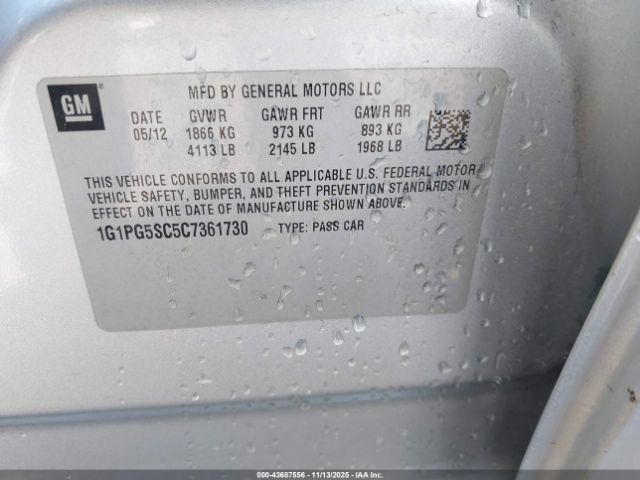 GM
MFD BY GENERAL MOTORS LLC
DATE GVWR GAWR FRT GAWR RR
05/12 1866 KG 973 KG 893 KG
4113 LB 2145 LB 1968 LB
THIS VEHICLE CONFORMS TO ALL APPLICABLE U.S. FEDERAL MOTOR
VEHICLE SAFETY, BUMPER, AND THEFT PREVENTION STANDARDS IN
EFFECT ON THE DATE OF MANUFACTURE SHOWN ABOVE.
1G1PG5SC5C7361730 TYPE: PASS CAR
000-43687556 - 11/13/2025 - IAAI.COM